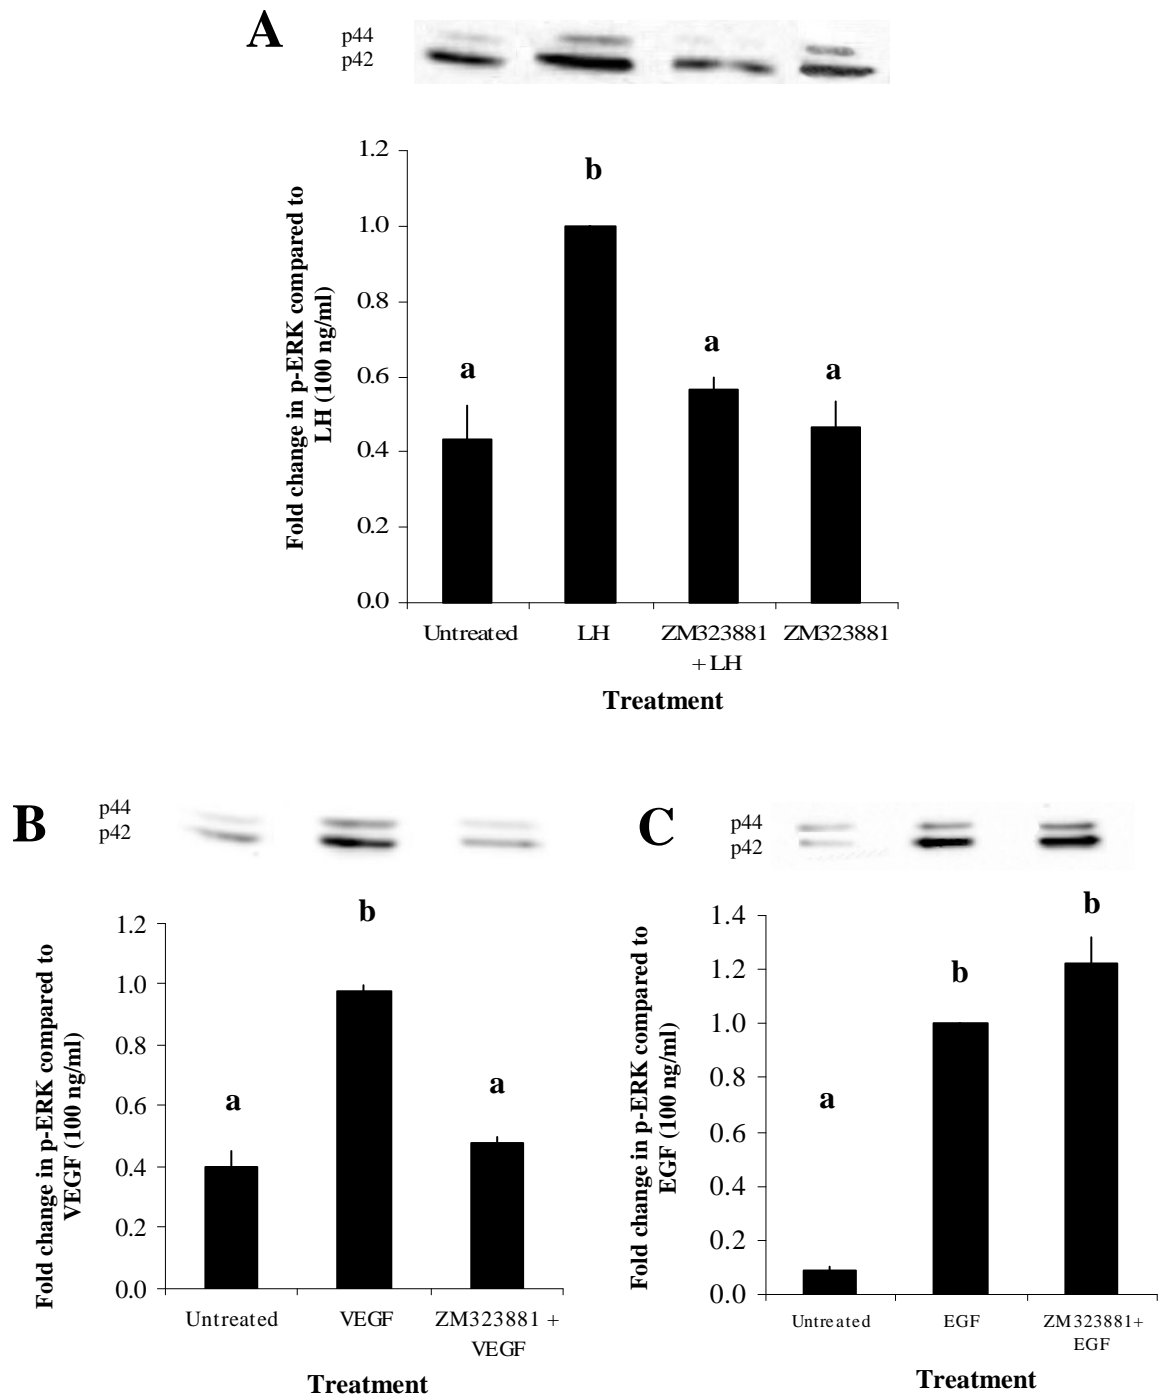 A
p44
p42
1.2
1.0
0.8
0.6
0.4
0.2
0.0
Fold change in p-ERK compared to
LH (100 ng/ml)
a
b
a
a
Untreated
LH
ZM323881
+ LH
ZM323881
Treatment
B
p44
p42
1.2
1.0
0.8
0.6
0.4
0.2
0.0
Fold change in p-ERK compared to
VEGF (100 ng/ml)
a
b
a
Untreated
VEGF
ZM323881 +
VEGF
Treatment
C
p44
p42
1.4
1.2
1.0
0.8
0.6
0.4
0.2
0.0
Fold change in p-ERK compared to
EGF (100 ng/ml)
a
b
b
Untreated
EGF
ZM323881+
EGF
Treatment